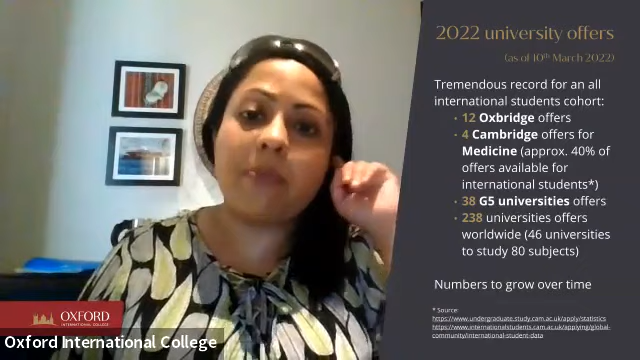 2022 university offers
(as of 10th March 2022)
Tremendous record for an all
international students cohort:
· 12 Oxbridge offers
· 4 Cambridge offers for
Medicine (approx. 40% of
offers available for
international students*)
· 38 G5 universities offers
· 238 universities offers
worldwide (46 universities
to study 80 subjects)
Numbers to grow over time
* Source
https://www.undergraduate.study.cam.ac.uk/apply/statistics
https://www.internationalstudents.cam.ac.uk/applying/global-
community/international-student-data
OXFORD
INTERNATIONAL COLLEGE
Oxford International College